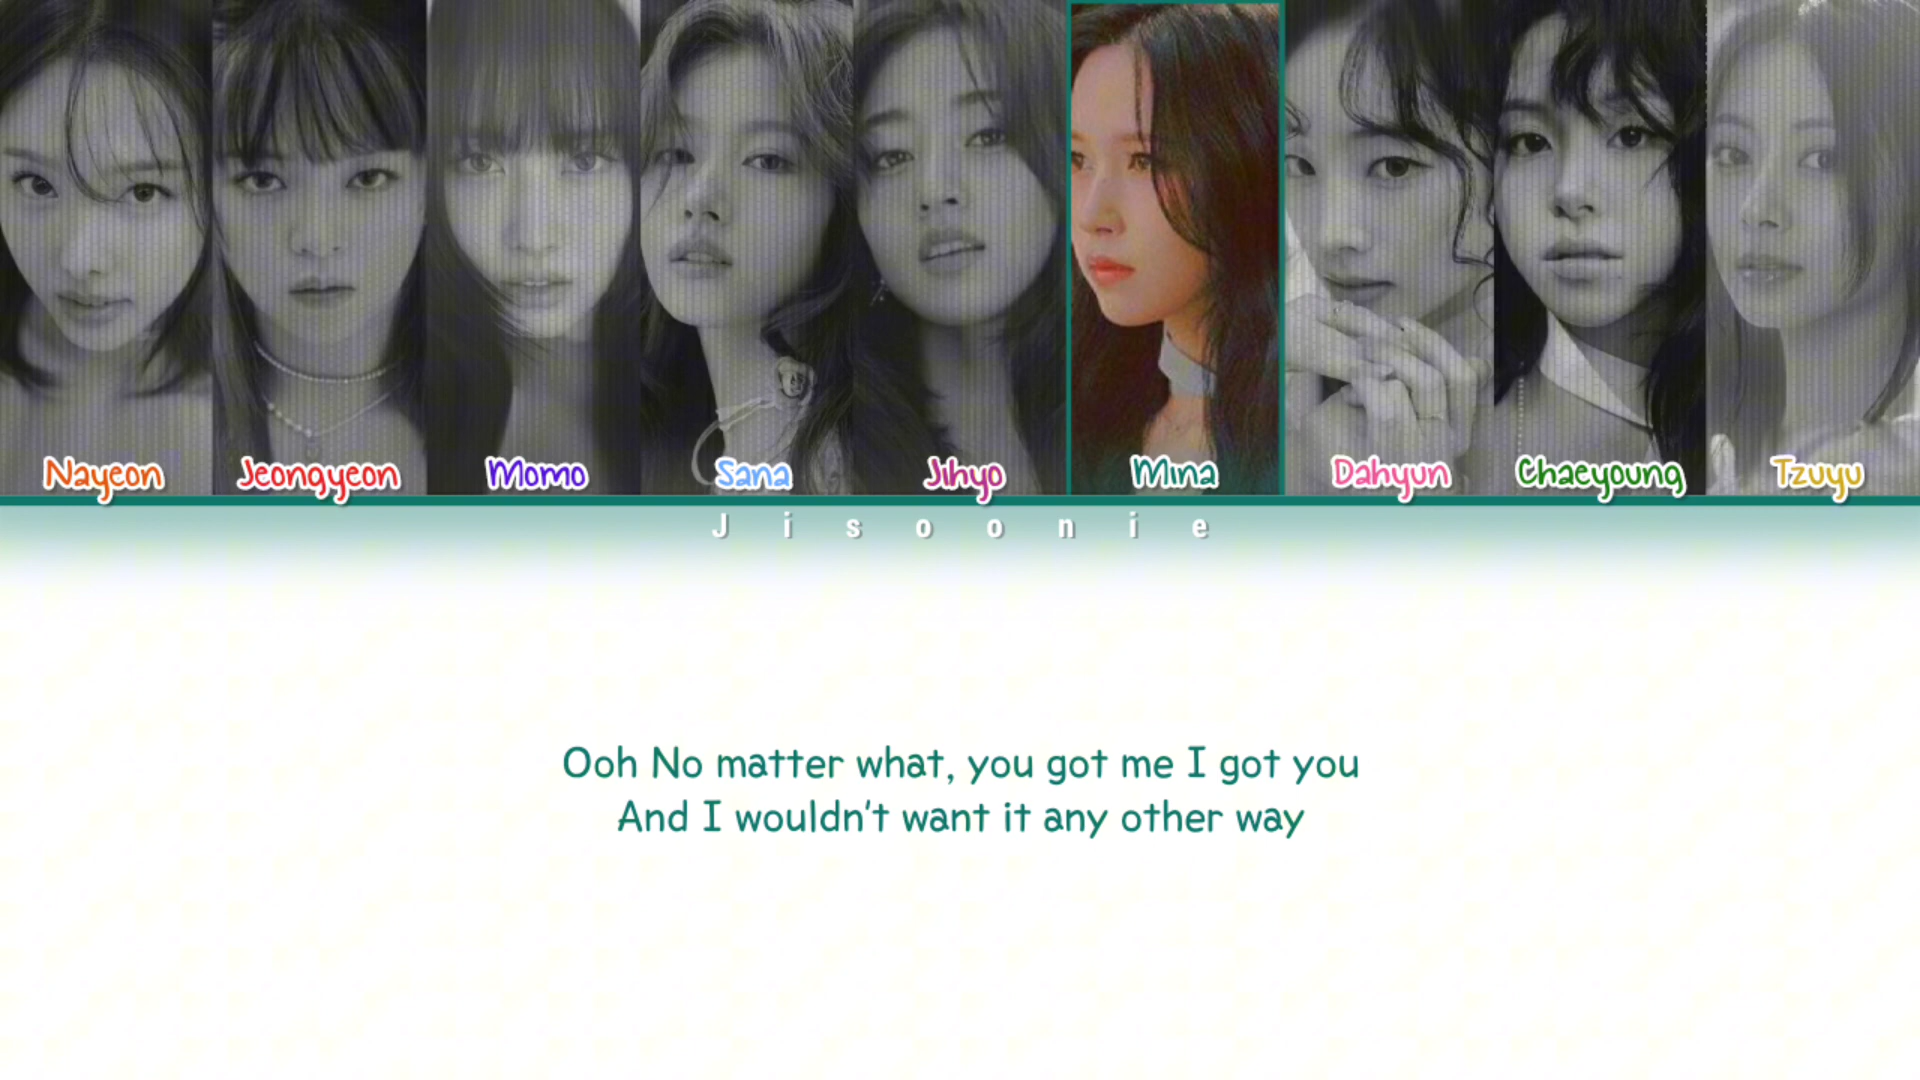 Nayeon Jeongyeon Momo Sana Jihyo Mina Dahyun Chaeyoung Tzuyu
Jisoonie
Ooh No matter what, you got me I got you
And I wouldn't want it any other way